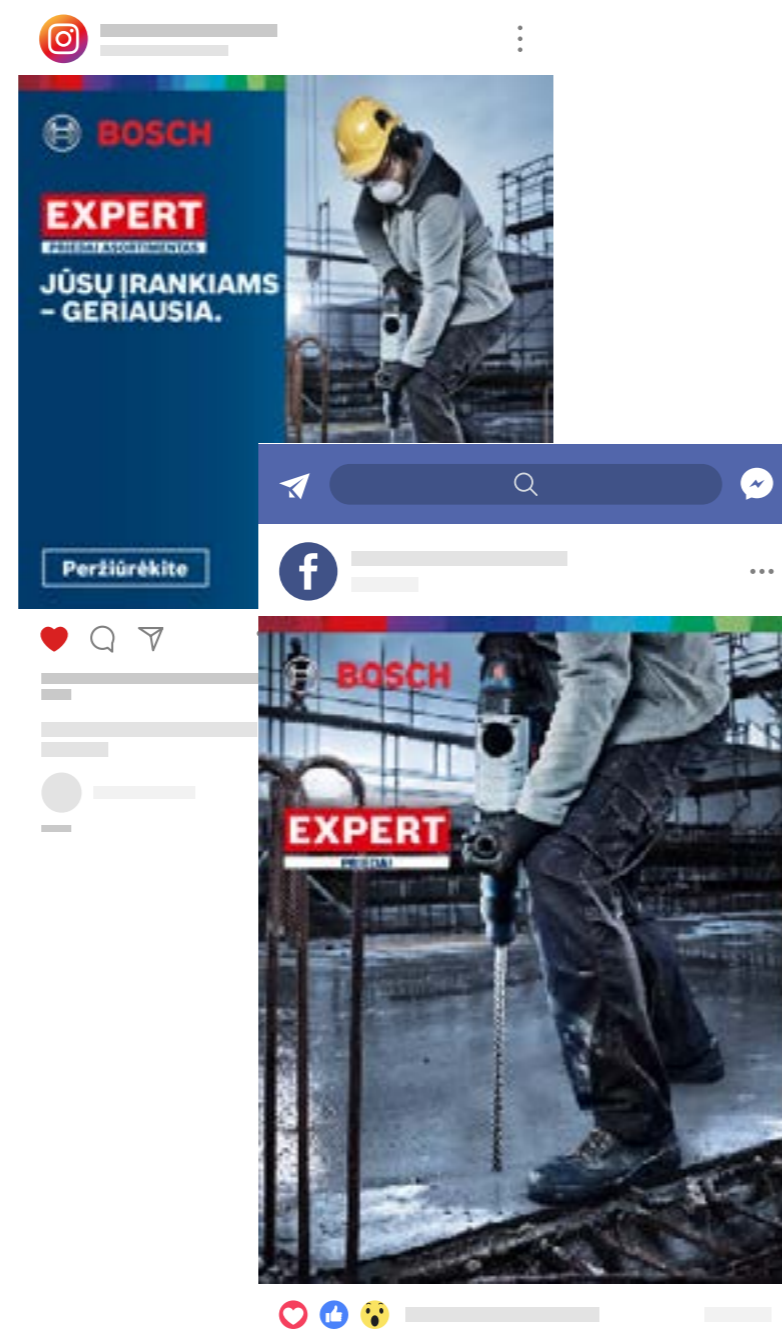 BOSCH
EXPERT
PRIEDAI ASORTIMENTAS
JŪSŲ ĮRANKIAMS
– GERIAUSIA.
Peržiūrėkite
f
BOSCH
EXPERT
PRIEDAI